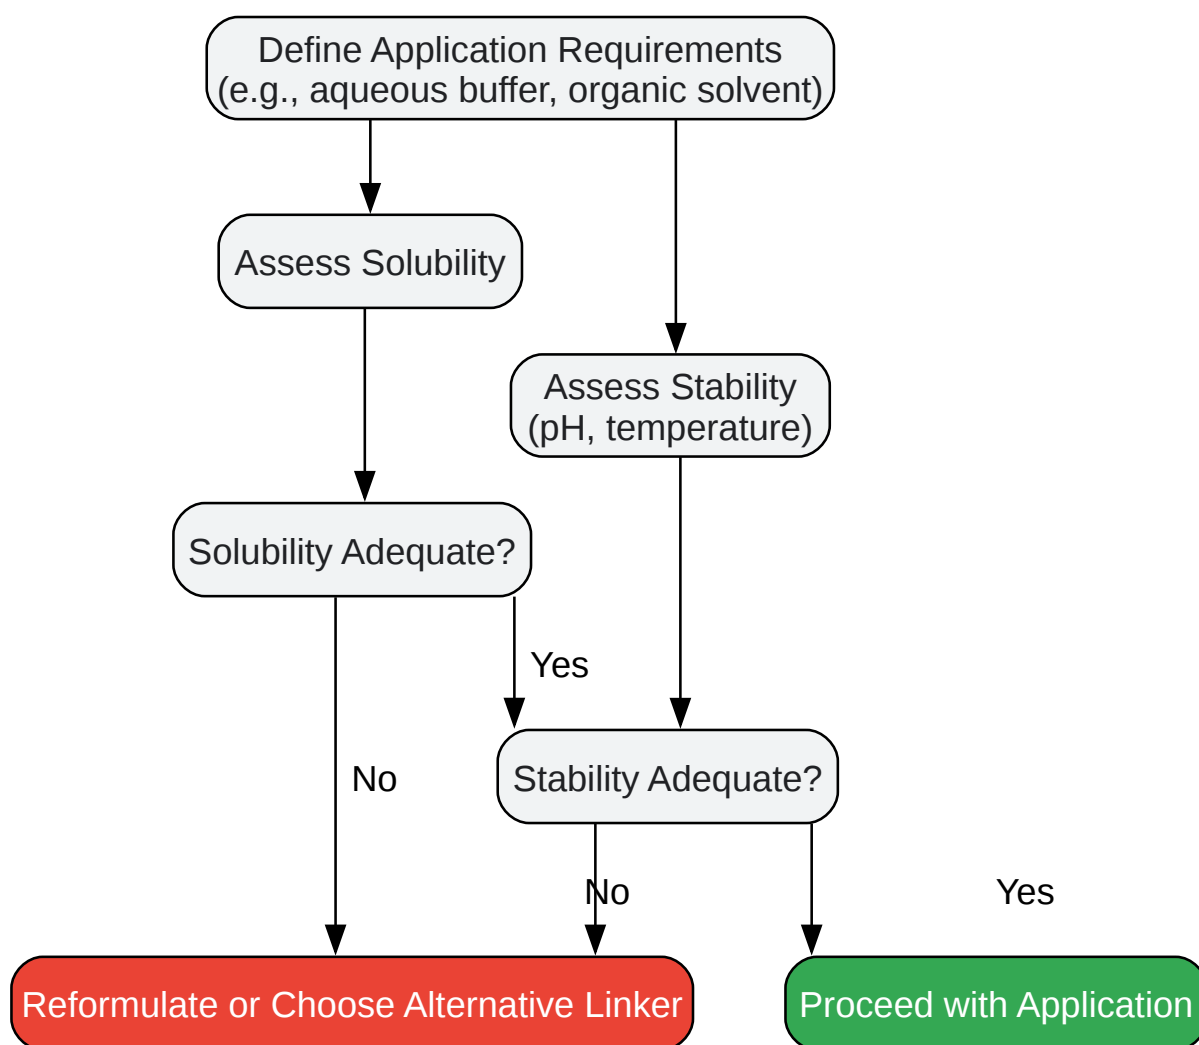 Define Application Requirements
(e.g., aqueous buffer, organic solvent)
Assess Solubility
Assess Stability
(pH, temperature)
Solubility Adequate?
Yes
No
Stability Adequate?
No
Yes
Reformulate or Choose Alternative Linker
Proceed with Application